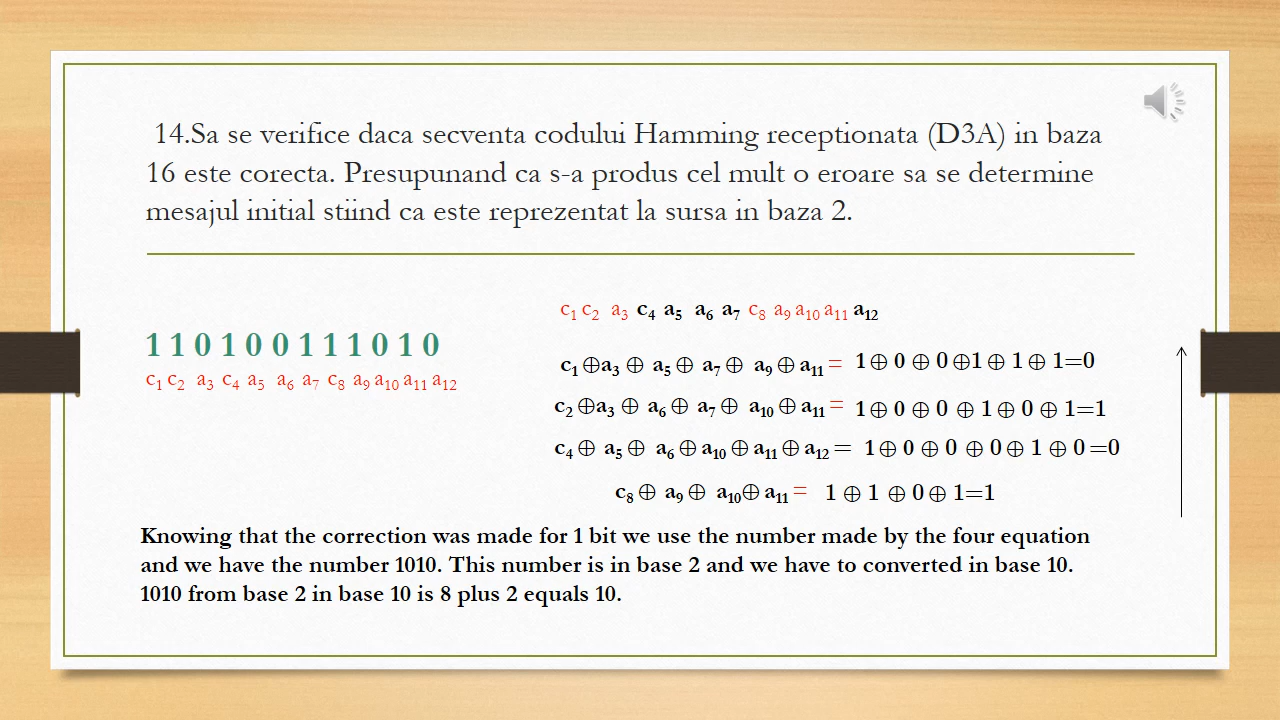 14.Sa se verifice daca secventa codului Hamming receptionata (D3A) in baza
16 este corecta. Presupunand ca s-a produs cel mult o eroare sa se determine
mesajul initial stiind ca este reprezentat la sursa in baza 2.
1 1 0 1 0 0 1 1 1 0 1 0
c₁ c₂ a₃ c₄ a₅ a₆ a₇ c₈ a₉ a₁₀ a₁₁ a₁₂
c₁ c₂ a₃ c₄ a₅ a₆ a₇ c₈ a₉ a₁₀ a₁₁ a₁₂
c₁ ⊕a₃ ⊕ a₅ ⊕ a₇ ⊕ a₉ ⊕ a₁₁ = 1 ⊕ 0 ⊕ 0 ⊕1 ⊕ 1 ⊕ 1=0
c₂ ⊕a₃ ⊕ a₆ ⊕ a₇ ⊕ a₁₀ ⊕ a₁₁ = 1 ⊕ 0 ⊕ 0 ⊕ 1 ⊕ 0 ⊕ 1=1
c₄ ⊕ a₅ ⊕ a₆ ⊕ a₁₀ ⊕ a₁₁ ⊕ a₁₂ = 1 ⊕ 0 ⊕ 0 ⊕ 0 ⊕ 1 ⊕ 0 =0
c₈ ⊕ a₉ ⊕ a₁₀⊕ a₁₁ = 1 ⊕ 1 ⊕ 0 ⊕ 1=1
Knowing that the correction was made for 1 bit we use the number made by the four equation
and we have the number 1010. This number is in base 2 and we have to converted in base 10.
1010 from base 2 in base 10 is 8 plus 2 equals 10.